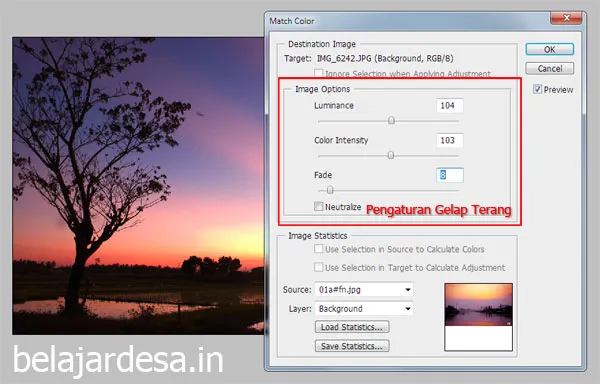 Match Color
Destination Image
Target: IMG_6242.JPG (Background, RGB/8)
Ignore Selection when Applying Adjustment
OK
Cancel
Preview
Image Options
Luminance 104
Color Intensity 103
Fade 8
Neutralize
Pengaturan Gelap Terang
Image Statistics
Use Selection in Source to Calculate Colors
Use Selection in Target to Calculate Adjustment
Source: 01a#fn.jpg
Layer: Background
Load Statistics...
Save Statistics...
belajardesa.in